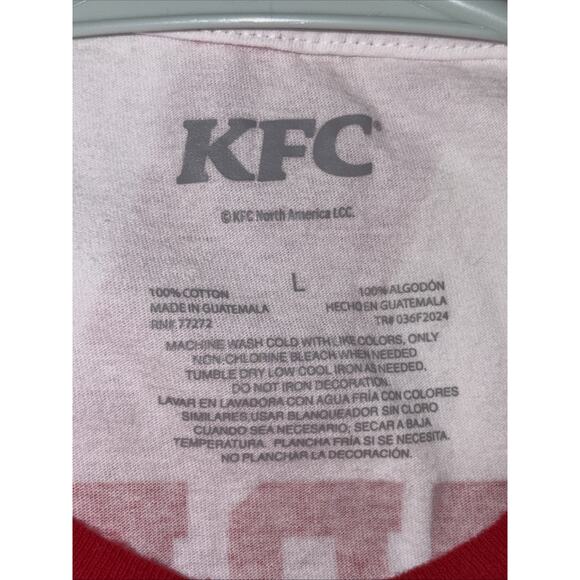 KFC
© KFC North America LCC.
L
100% COTTON
MADE IN GUATEMALA
RN# 77272
100% ALGODÓN
HECHO EN GUATEMALA
TR# 036F2024
MACHINE WASH COLD WITH LIKE COLORS, ONLY
NON-CHLORINE BLEACH WHEN NEEDED
TUMBLE DRY LOW COOL IRON AS NEEDED,
DO NOT IRON DECORATION.
LAVAR EN LAVADORA CON AGUA FRÍA CON COLORES
SIMILARES; USAR BLANQUEADOR SIN CLORO
CUANDO SEA NECESARIO; SECAR A BAJA
TEMPERATURA. PLANCHA FRÍA SI SE NECESITA.
NO PLANCHAR LA DECORACIÓN.